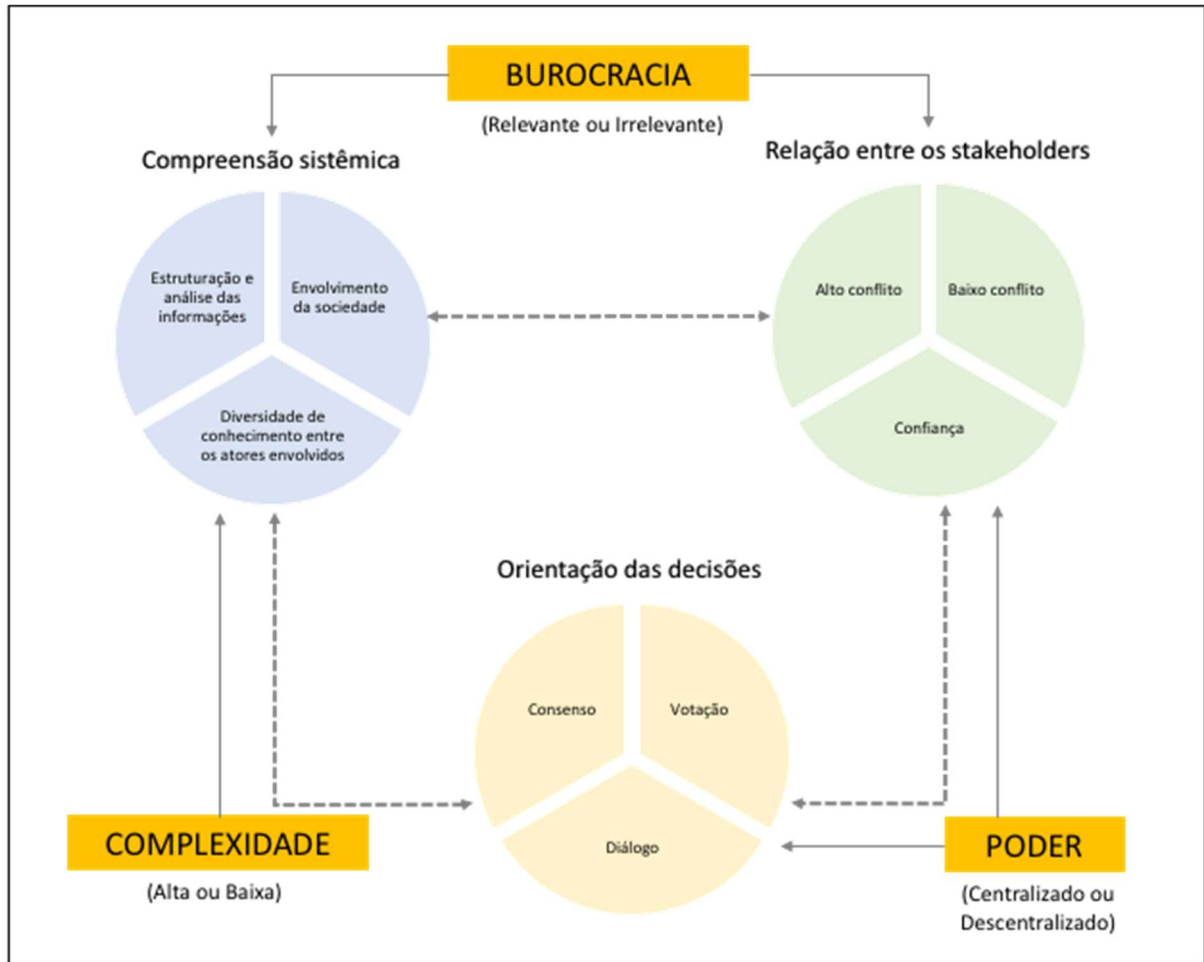 BUROCRACIA
(Relevante ou Irrelevante)
Compreensão sistêmica
Relação entre os stakeholders
Estruturação e
análise das
informações
Envolvimento
da sociedade
Diversidade de
conhecimento entre
os atores envolvidos
Alto conflito
Baixo conflito
Confiança
Orientação das decisões
Consenso
Votação
Diálogo
COMPLEXIDADE
(Alta ou Baixa)
PODER
(Centralizado ou
Descentralizado)